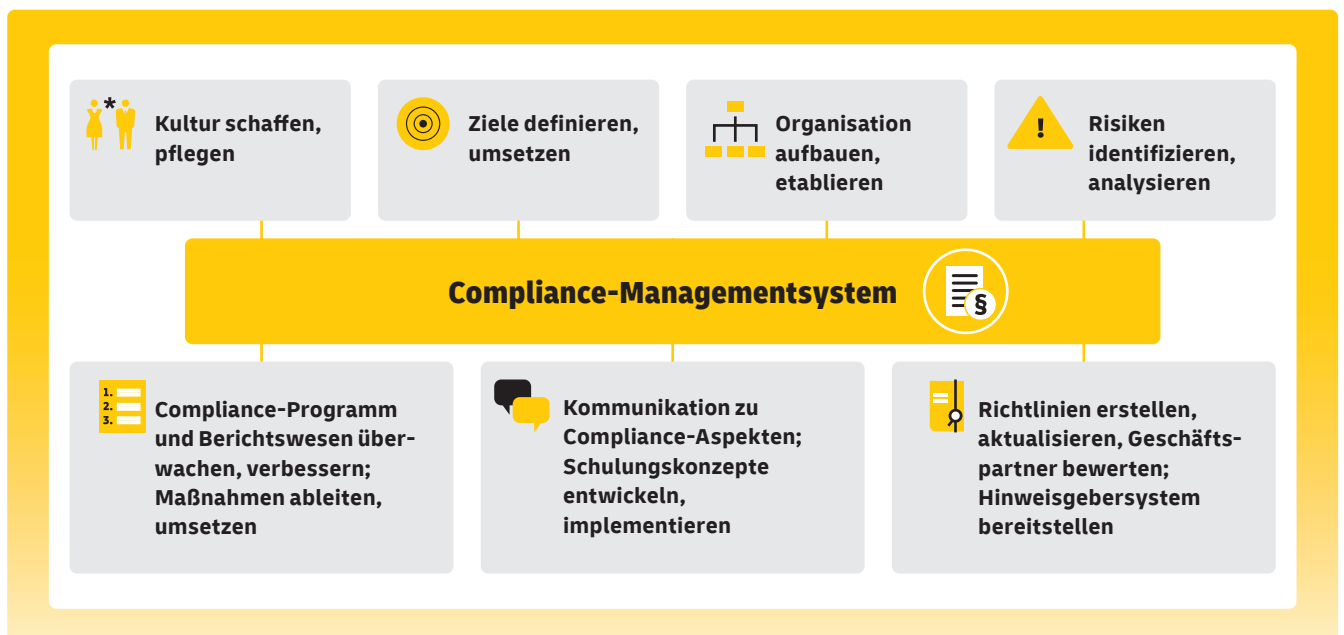 *
Kultur schaffen,
pflegen
Ziele definieren,
umsetzen
Organisation
aufbauen,
etablieren
!
Risiken
identifizieren,
analysieren
Compliance-Managementsystem
§
1.
2.
3.
Compliance-Programm
und Berichtswesen über-
wachen, verbessern;
Maßnahmen ableiten,
umsetzen
Kommunikation zu
Compliance-Aspekten;
Schulungskonzepte
entwickeln,
implementieren
Richtlinien erstellen,
aktualisieren, Geschäfts-
partner bewerten;
Hinweisgebersystem
bereitstellen